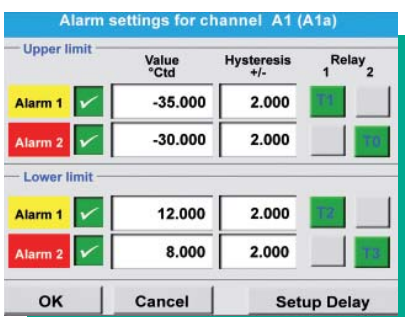 Alarm settings for channel A1 (A1a)
Upper limit
Value °Ctd
Hysteresis +/-
Relay
1 2
Alarm 1 -35.000 2.000 T1
Alarm 2 -30.000 2.000 T0
Lower limit
Alarm 1 12.000 2.000 T2
Alarm 2 8.000 2.000 T3
OK Cancel Setup Delay